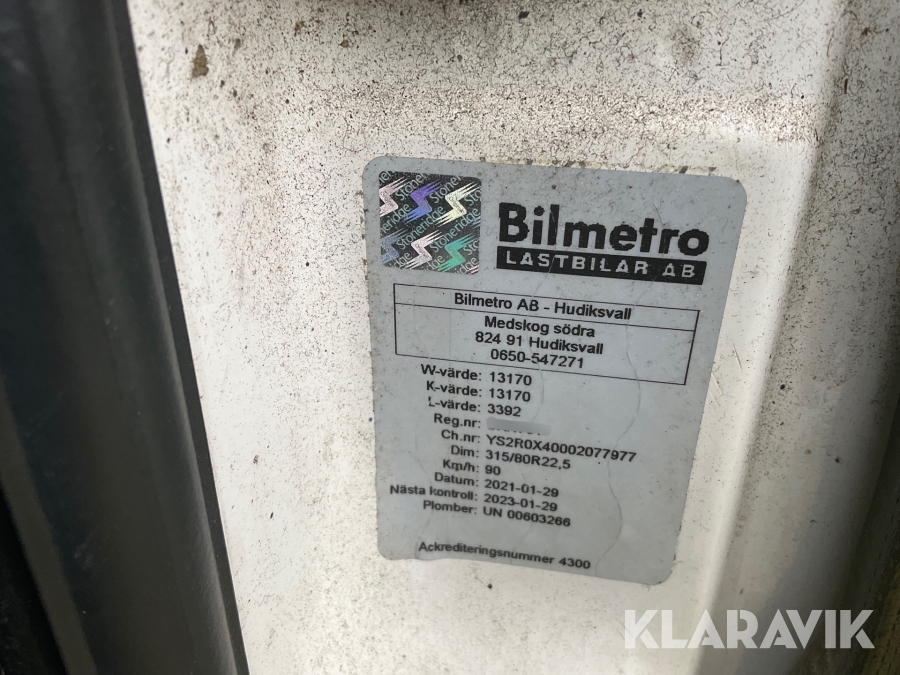 Stoneridge
Bilmetro
LASTBILAR AB
Bilmetro AB - Hudiksvall
Medskog södra
824 91 Hudiksvall
0650-547271
W-värde: 13170
K-värde: 13170
L-värde: 3392
Reg.nr:
Ch.nr: YS2R0X40002077977
Dim: 315/80R22,5
Km/h: 90
Datum: 2021-01-29
Nästa kontroll: 2023-01-29
Plomber: UN 00603266
Ackrediteringsnummer 4300
KLARAVIK